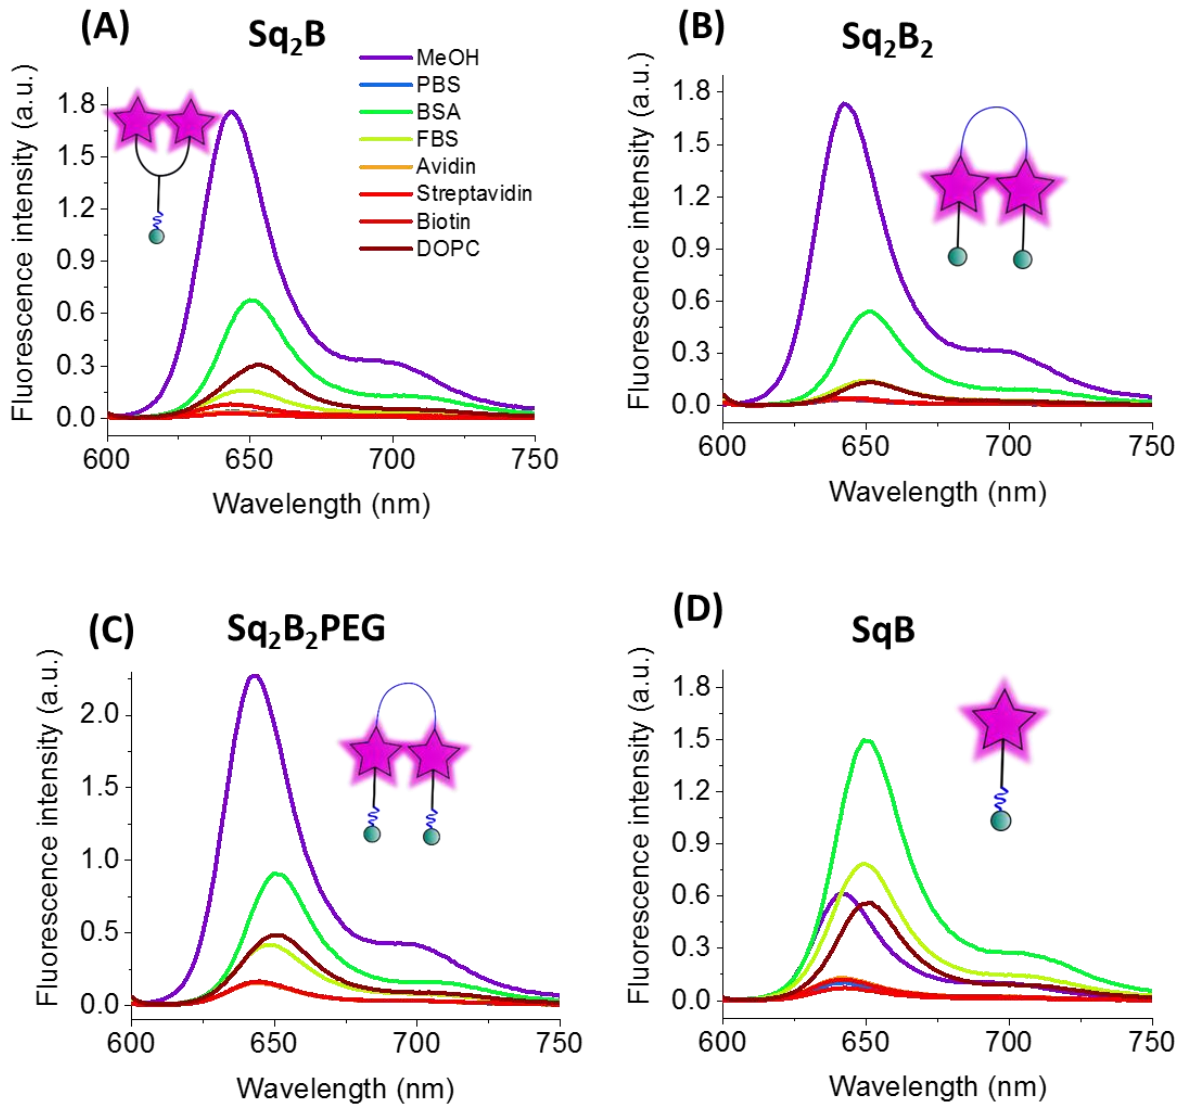 (A)
Sq₂B
MeOH
PBS
BSA
FBS
Avidin
Streptavidin
Biotin
DOPC
Fluorescence intensity (a.u.)
1.8
1.5
1.2
0.9
0.6
0.3
0.0
600 650 700 750
Wavelength (nm)
(B)
Sq₂B₂
Fluorescence intensity (a.u.)
1.8
1.5
1.2
0.9
0.6
0.3
0.0
600 650 700 750
Wavelength (nm)
(C)
Sq₂B₂PEG
Fluorescence intensity (a.u.)
2.0
1.5
1.0
0.5
0.0
600 650 700 750
Wavelength (nm)
(D)
SqB
Fluorescence intensity (a.u.)
1.8
1.5
1.2
0.9
0.6
0.3
0.0
600 650 700 750
Wavelength (nm)